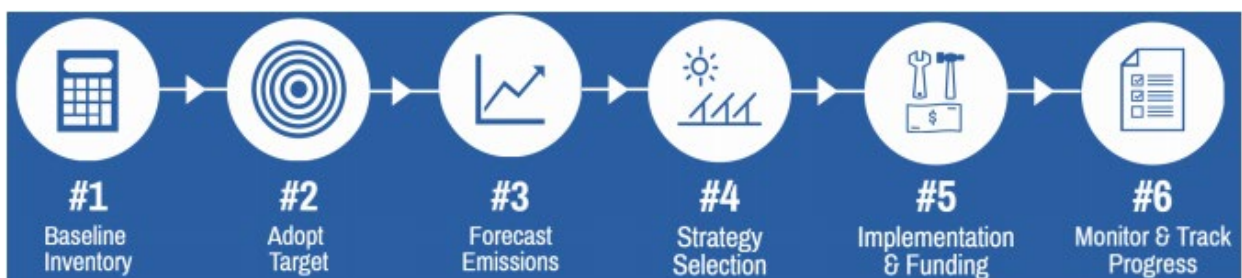 $
#1
Baseline
Inventory
#2
Adopt
Target
#3
Forecast
Emissions
#4
Strategy
Selection
#5
Implementation
& Funding
#6
Monitor & Track
Progress